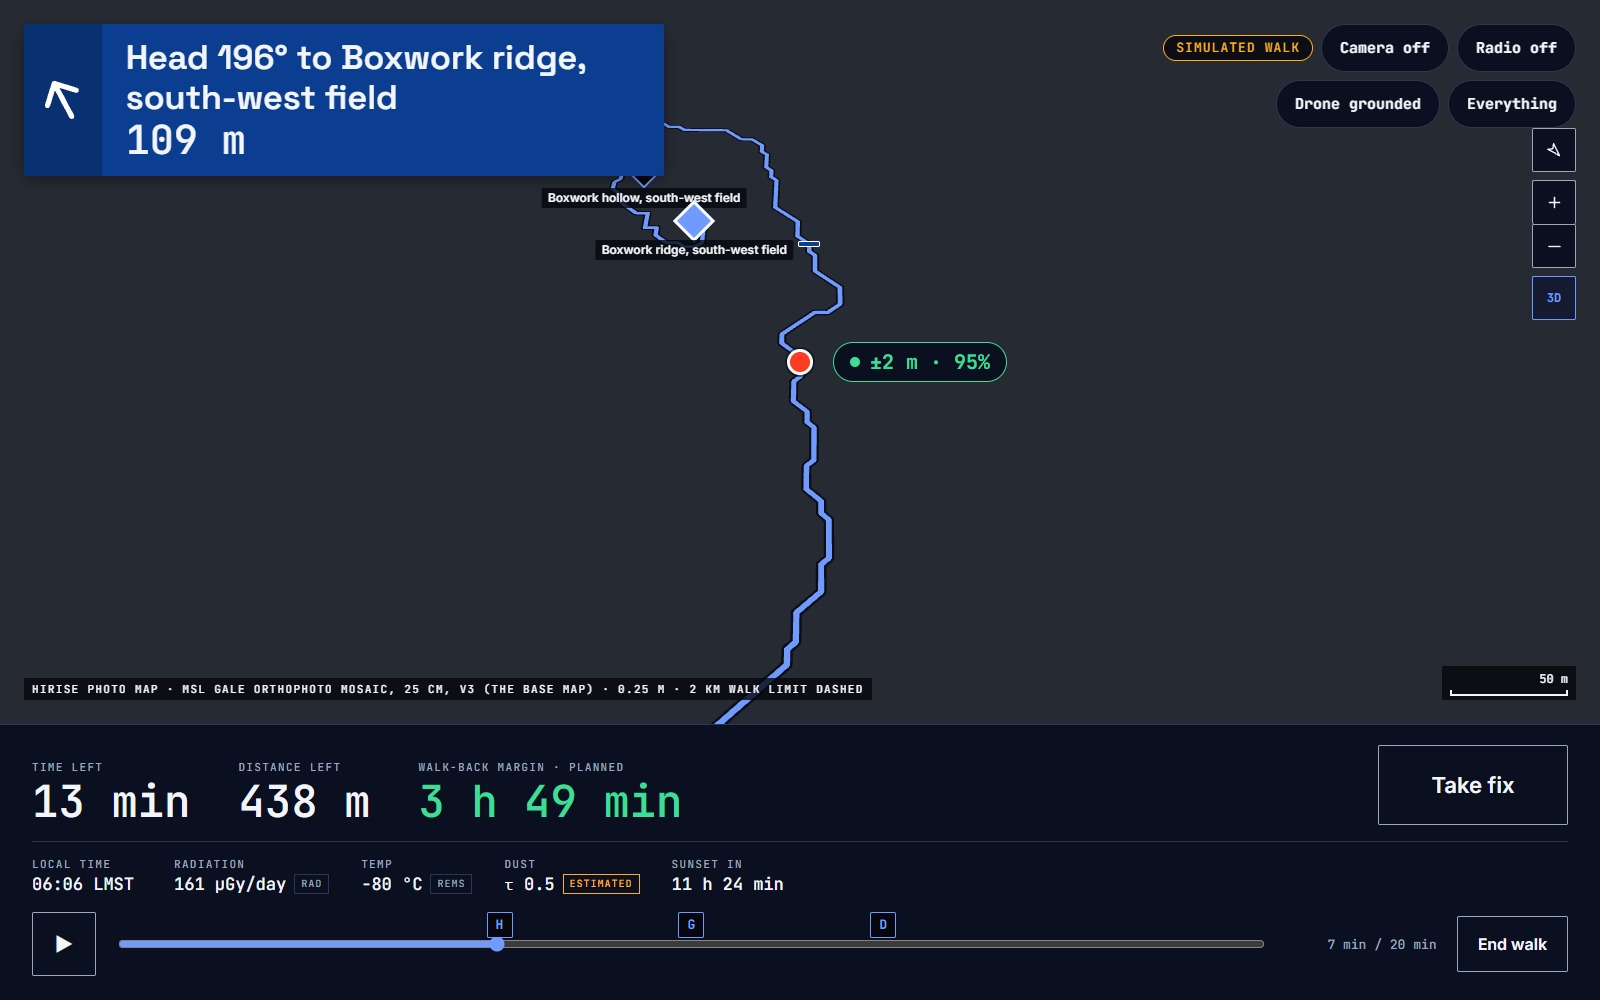 Head 196° to Boxwork ridge,
south-west field
109 m
SIMULATED WALK
Camera off
Radio off
Drone grounded
Everything
+
−
3D
Boxwork hollow, south-west field
Boxwork ridge, south-west field
±2 m · 95%
HIRISE PHOTO MAP · MSL GALE ORTHOPHOTO MOSAIC, 25 CM, V3 (THE BASE MAP) · 0.25 M · 2 KM WALK LIMIT DASHED
50 m
TIME LEFT
13 min
DISTANCE LEFT
438 m
WALK-BACK MARGIN · PLANNED
3 h 49 min
Take fix
LOCAL TIME
06:06 LMST
RADIATION
161 µGy/day RAD
TEMP
-80 °C REMS
DUST
τ 0.5 ESTIMATED
SUNSET IN
11 h 24 min
H
G
D
7 min / 20 min
End walk